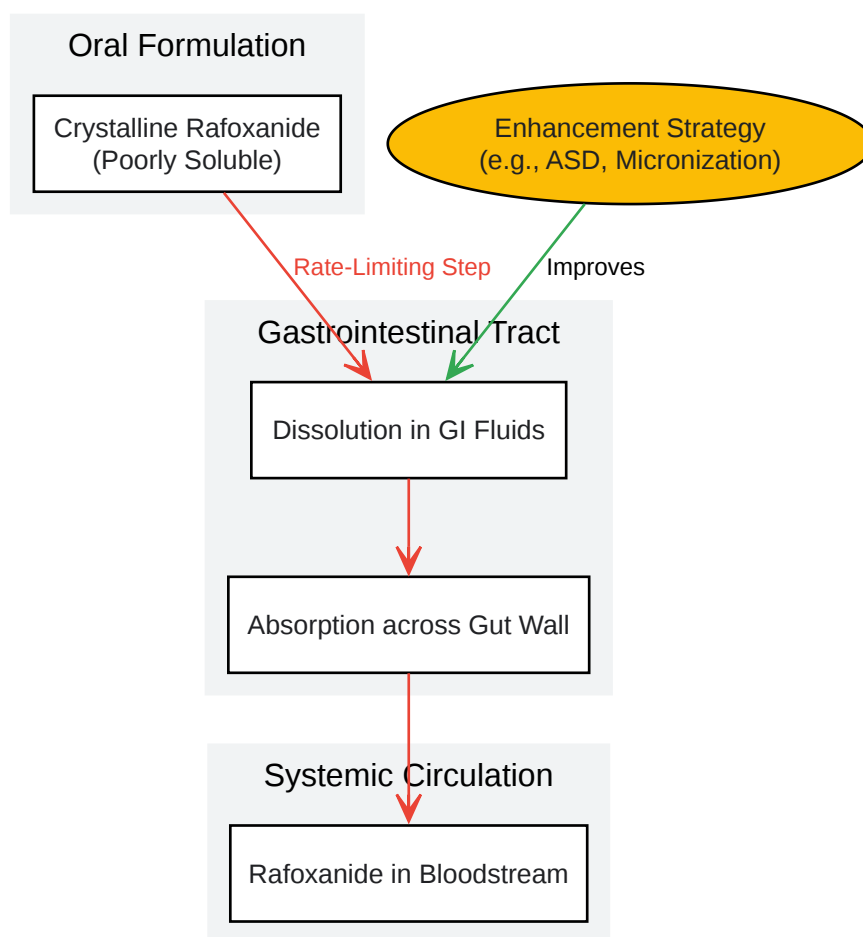 Oral Formulation
Crystalline Rafoxanide
(Poorly Soluble)
Enhancement Strategy
(e.g., ASD, Micronization)
Rate-Limiting Step
Improves
Gastrointestinal Tract
Dissolution in GI Fluids
Absorption across Gut Wall
Systemic Circulation
Rafoxanide in Bloodstream